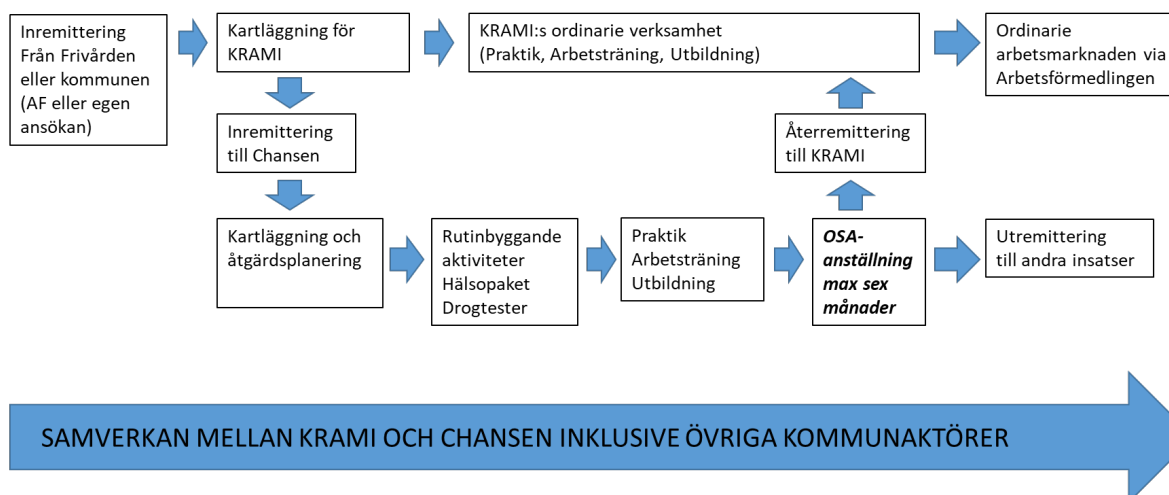 Inremittering
Från Frivården
eller kommunen
(AF eller egen
ansökan)
Kartläggning för
KRAMI
KRAMI:s ordinarie verksamhet
(Praktik, Arbetsträning, Utbildning)
Ordinarie
arbetsmarknaden via
Arbetsförmedlingen
Inremittering
till Chansen
Återremittering
till KRAMI
Kartläggning och
åtgärdsplanering
Rutinbyggande
aktiviteter
Hälsopaket
Drogtester
Praktik
Arbetsträning
Utbildning
OSA-
anställning
max sex
månader
Utremittering
till andra insatser
SAMVERKAN MELLAN KRAMI OCH CHANSEN INKLUSIVE ÖVRIGA KOMMUNAKTÖRER